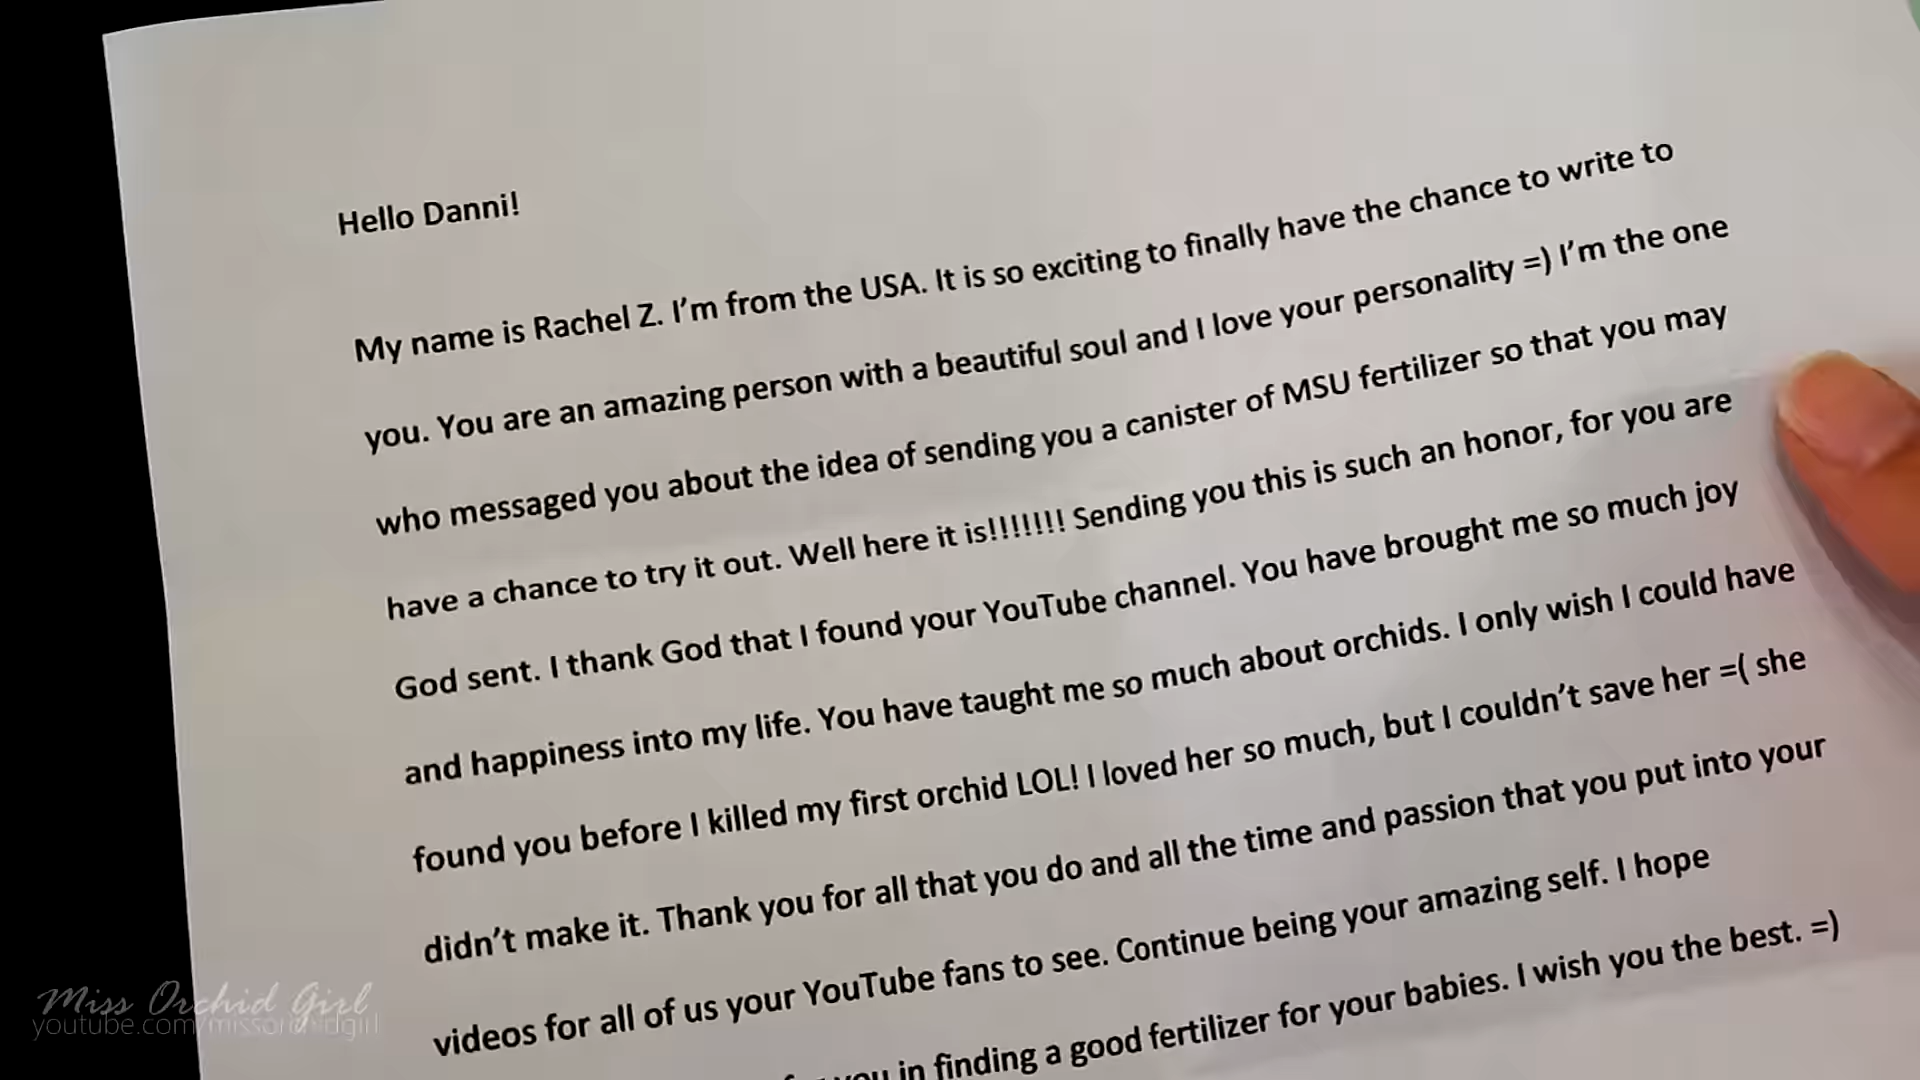 Hello Danni!
My name is Rachel Z. I'm from the USA. It is so exciting to finally have the chance to write to
you. You are an amazing person with a beautiful soul and I love your personality =) I'm the one
who messaged you about the idea of sending you a canister of MSU fertilizer so that you may
have a chance to try it out. Well here it is!!!!!!! Sending you this is such an honor, for you are
God sent. I thank God that I found your YouTube channel. You have brought me so much joy
and happiness into my life. You have taught me so much about orchids. I only wish I could have
found you before I killed my first orchid LOL! I loved her so much, but I couldn't save her =( she
didn't make it. Thank you for all that you do and all the time and passion that you put into your
videos for all of us your YouTube fans to see. Continue being your amazing self. I hope
you in finding a good fertilizer for your babies. I wish you the best. =)
Miss Orchid Girl
youtube.com/missorchidgirl